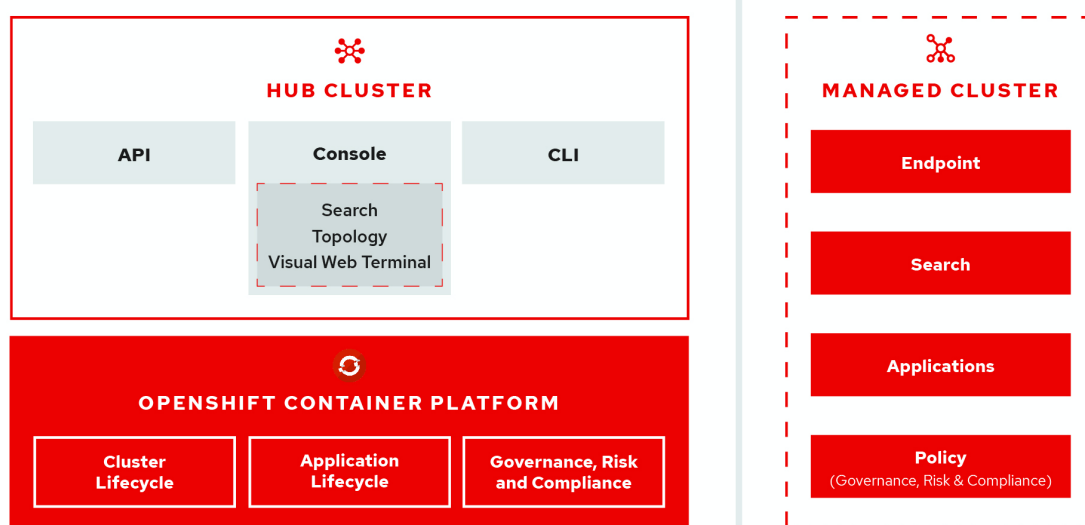 HUB CLUSTER
API
Console
CLI
Search
Topology
Visual Web Terminal
OPENSHIFT CONTAINER PLATFORM
Cluster
Lifecycle
Application
Lifecycle
Governance, Risk
and Compliance
MANAGED CLUSTER
Endpoint
Search
Applications
Policy
(Governance, Risk & Compliance)